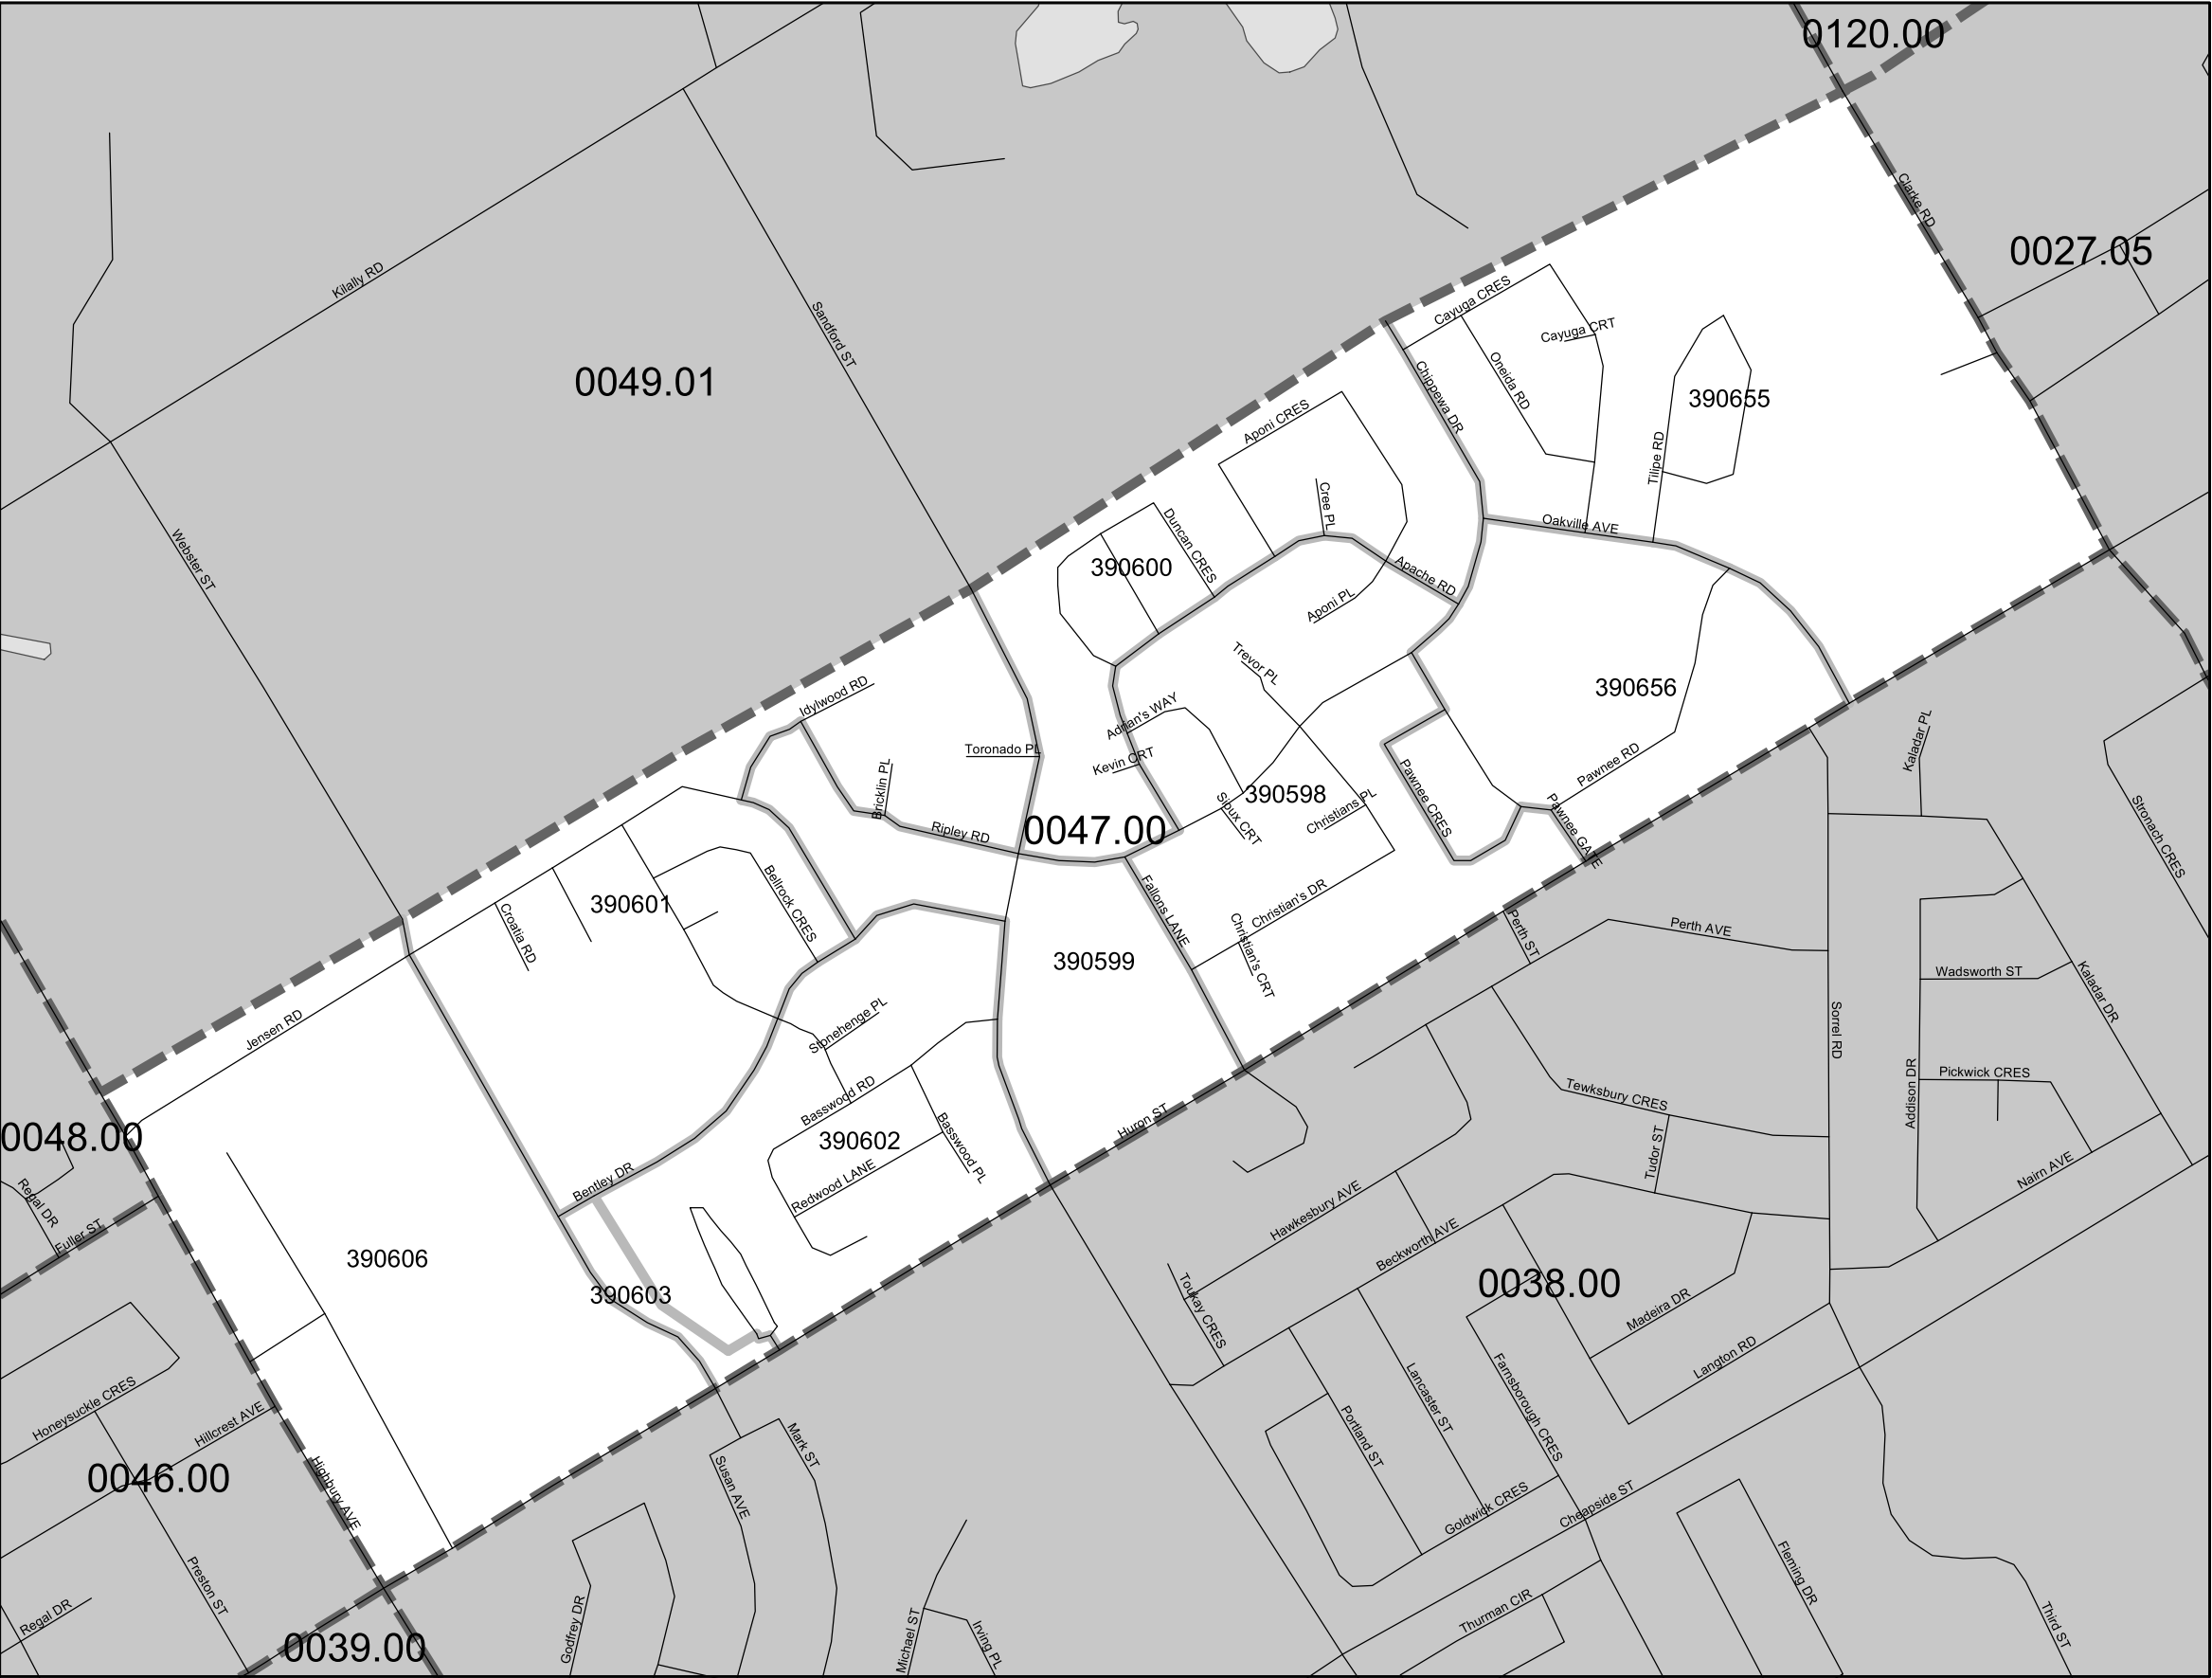 0120.00
Clarke RD
0027.05
Kilally RD
Sandford ST
0049.01
Cayuga CRES
Cayuga CRT
Oneida RD
Chippewa DR
390655
Tilipe RD
Aponi CRES
Cree PL
Oakville AVE
Duncan CRES
390600
Apache RD
Aponi PL
Webster ST
Trevor PL
390656
Idylwood RD
Adrian's WAY
Toronado PL
Kevin CRT
Bricklin PL
Pawnee RD
Pawnee CRES
Pawnee GATE
390598
Sioux CRT
Christians PL
0047.00
Ripley RD
Kaladar PL
Stronach CRES
Bellrock CRES
390601
Croatia RD
Fallons LANE
Christian's DR
Christian's CRT
390599
Perth ST
Perth AVE
Wadsworth ST
Kaladar DR
Sorrel RD
Jensen RD
Stonehenge PL
Basswood RD
Basswood PL
390602
Redwood LANE
Huron ST
Tewksbury CRES
Tudor ST
Addison DR
Pickwick CRES
Nairn AVE
0048.00
Regal DR
Fuller ST
Bentley DR
390606
390603
Hawkesbury AVE
Beckworth AVE
Toukay CRES
0038.00
Madeira DR
Langton RD
Honeysuckle CRES
Hillcrest AVE
0046.00
Highbury AVE
Preston ST
Regal DR
0039.00
Susan AVE
Mark ST
Godfrey DR
Michael ST
Irving PL
Portland ST
Lancaster ST
Farnsborough CRES
Goldwick CRES
Cheapside ST
Thurman CIR
Fleming DR
Third ST